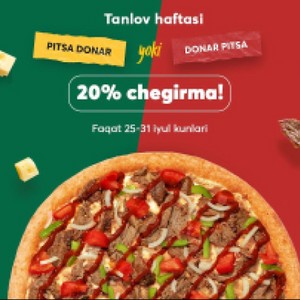 Tanlov haftasi
PITSA DONAR yoki DONAR PITSA
20% chegirma!
Faqat 25-31 iyul kunlari